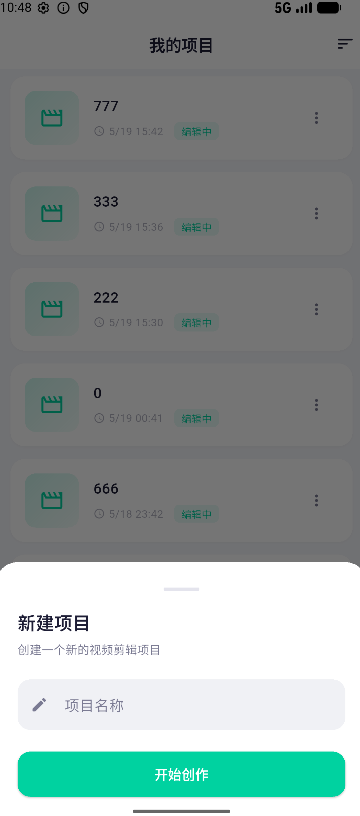 10:48
5G
我的项目
777
5/19 15:42 编辑中
333
5/19 15:36 编辑中
222
5/19 15:30 编辑中
0
5/19 00:41 编辑中
666
5/18 23:42 编辑中
新建项目
创建一个新的视频剪辑项目
项目名称
开始创作